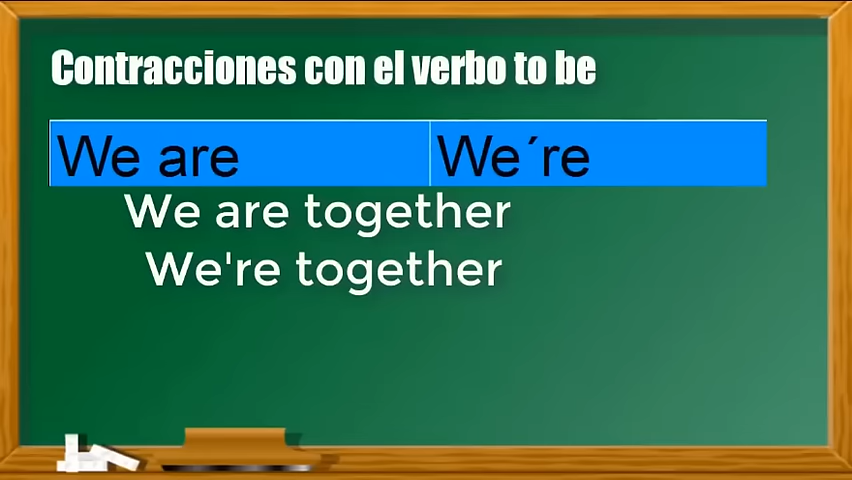 Contracciones con el verbo to be
We are We´re
We are together
We're together